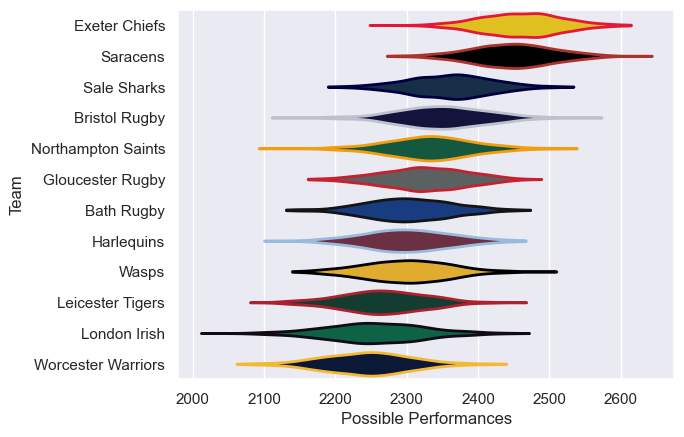 Exeter Chiefs
Saracens
Sale Sharks
Bristol Rugby
Northampton Saints
Gloucester Rugby
Bath Rugby
Harlequins
Wasps
Leicester Tigers
London Irish
Worcester Warriors
Team
2000 2100 2200 2300 2400 2500 2600
Possible Performances